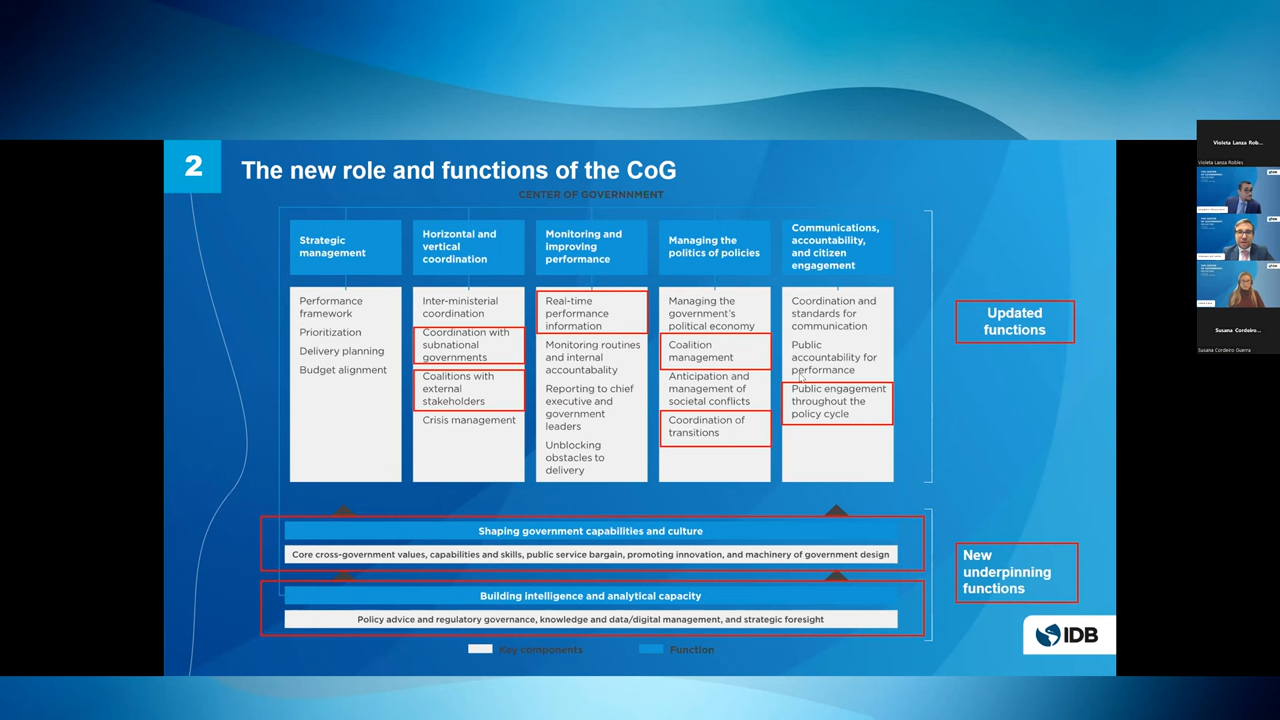 2
The new role and functions of the CoG
CENTER OF GOVERNNMENT
Strategic
management
Performance
framework
Prioritization
Delivery planning
Budget alignment
Horizontal and
vertical
coordination
Inter-ministerial
coordination
Coordination with
subnational
governments
Coalitions with
external
stakeholders
Crisis management
Monitoring and
improving
performance
Real-time
performance
information
Monitoring routines
and internal
accountabality
Reporting to chief
executive and
government
leaders
Unblocking
obstacles to
delivery
Managing the
politics of policies
Managing the
government’s
political economy
Coalition
management
Anticipation and
management of
societal conflicts
Coordination of
transitions
Communications,
accountability,
and citizen
engagement
Coordination and
standards for
communication
Public
accountability for
performance
Public engagement
throughout the
policy cycle
Updated
functions
Shaping government capabilities and culture
Core cross-government values, capabilities and skills, public service bargain, promoting innovation, and machinery of government design
Building intelligence and analytical capacity
Policy advice and regulatory governance, knowledge and data/digital management, and strategic foresight
New
underpinning
functions
Key components
Function
IDB
Violeta Lanza Rob...
Violeta Lanza Robles
Susana Cordeiro...
Susana Cordeiro Guerra